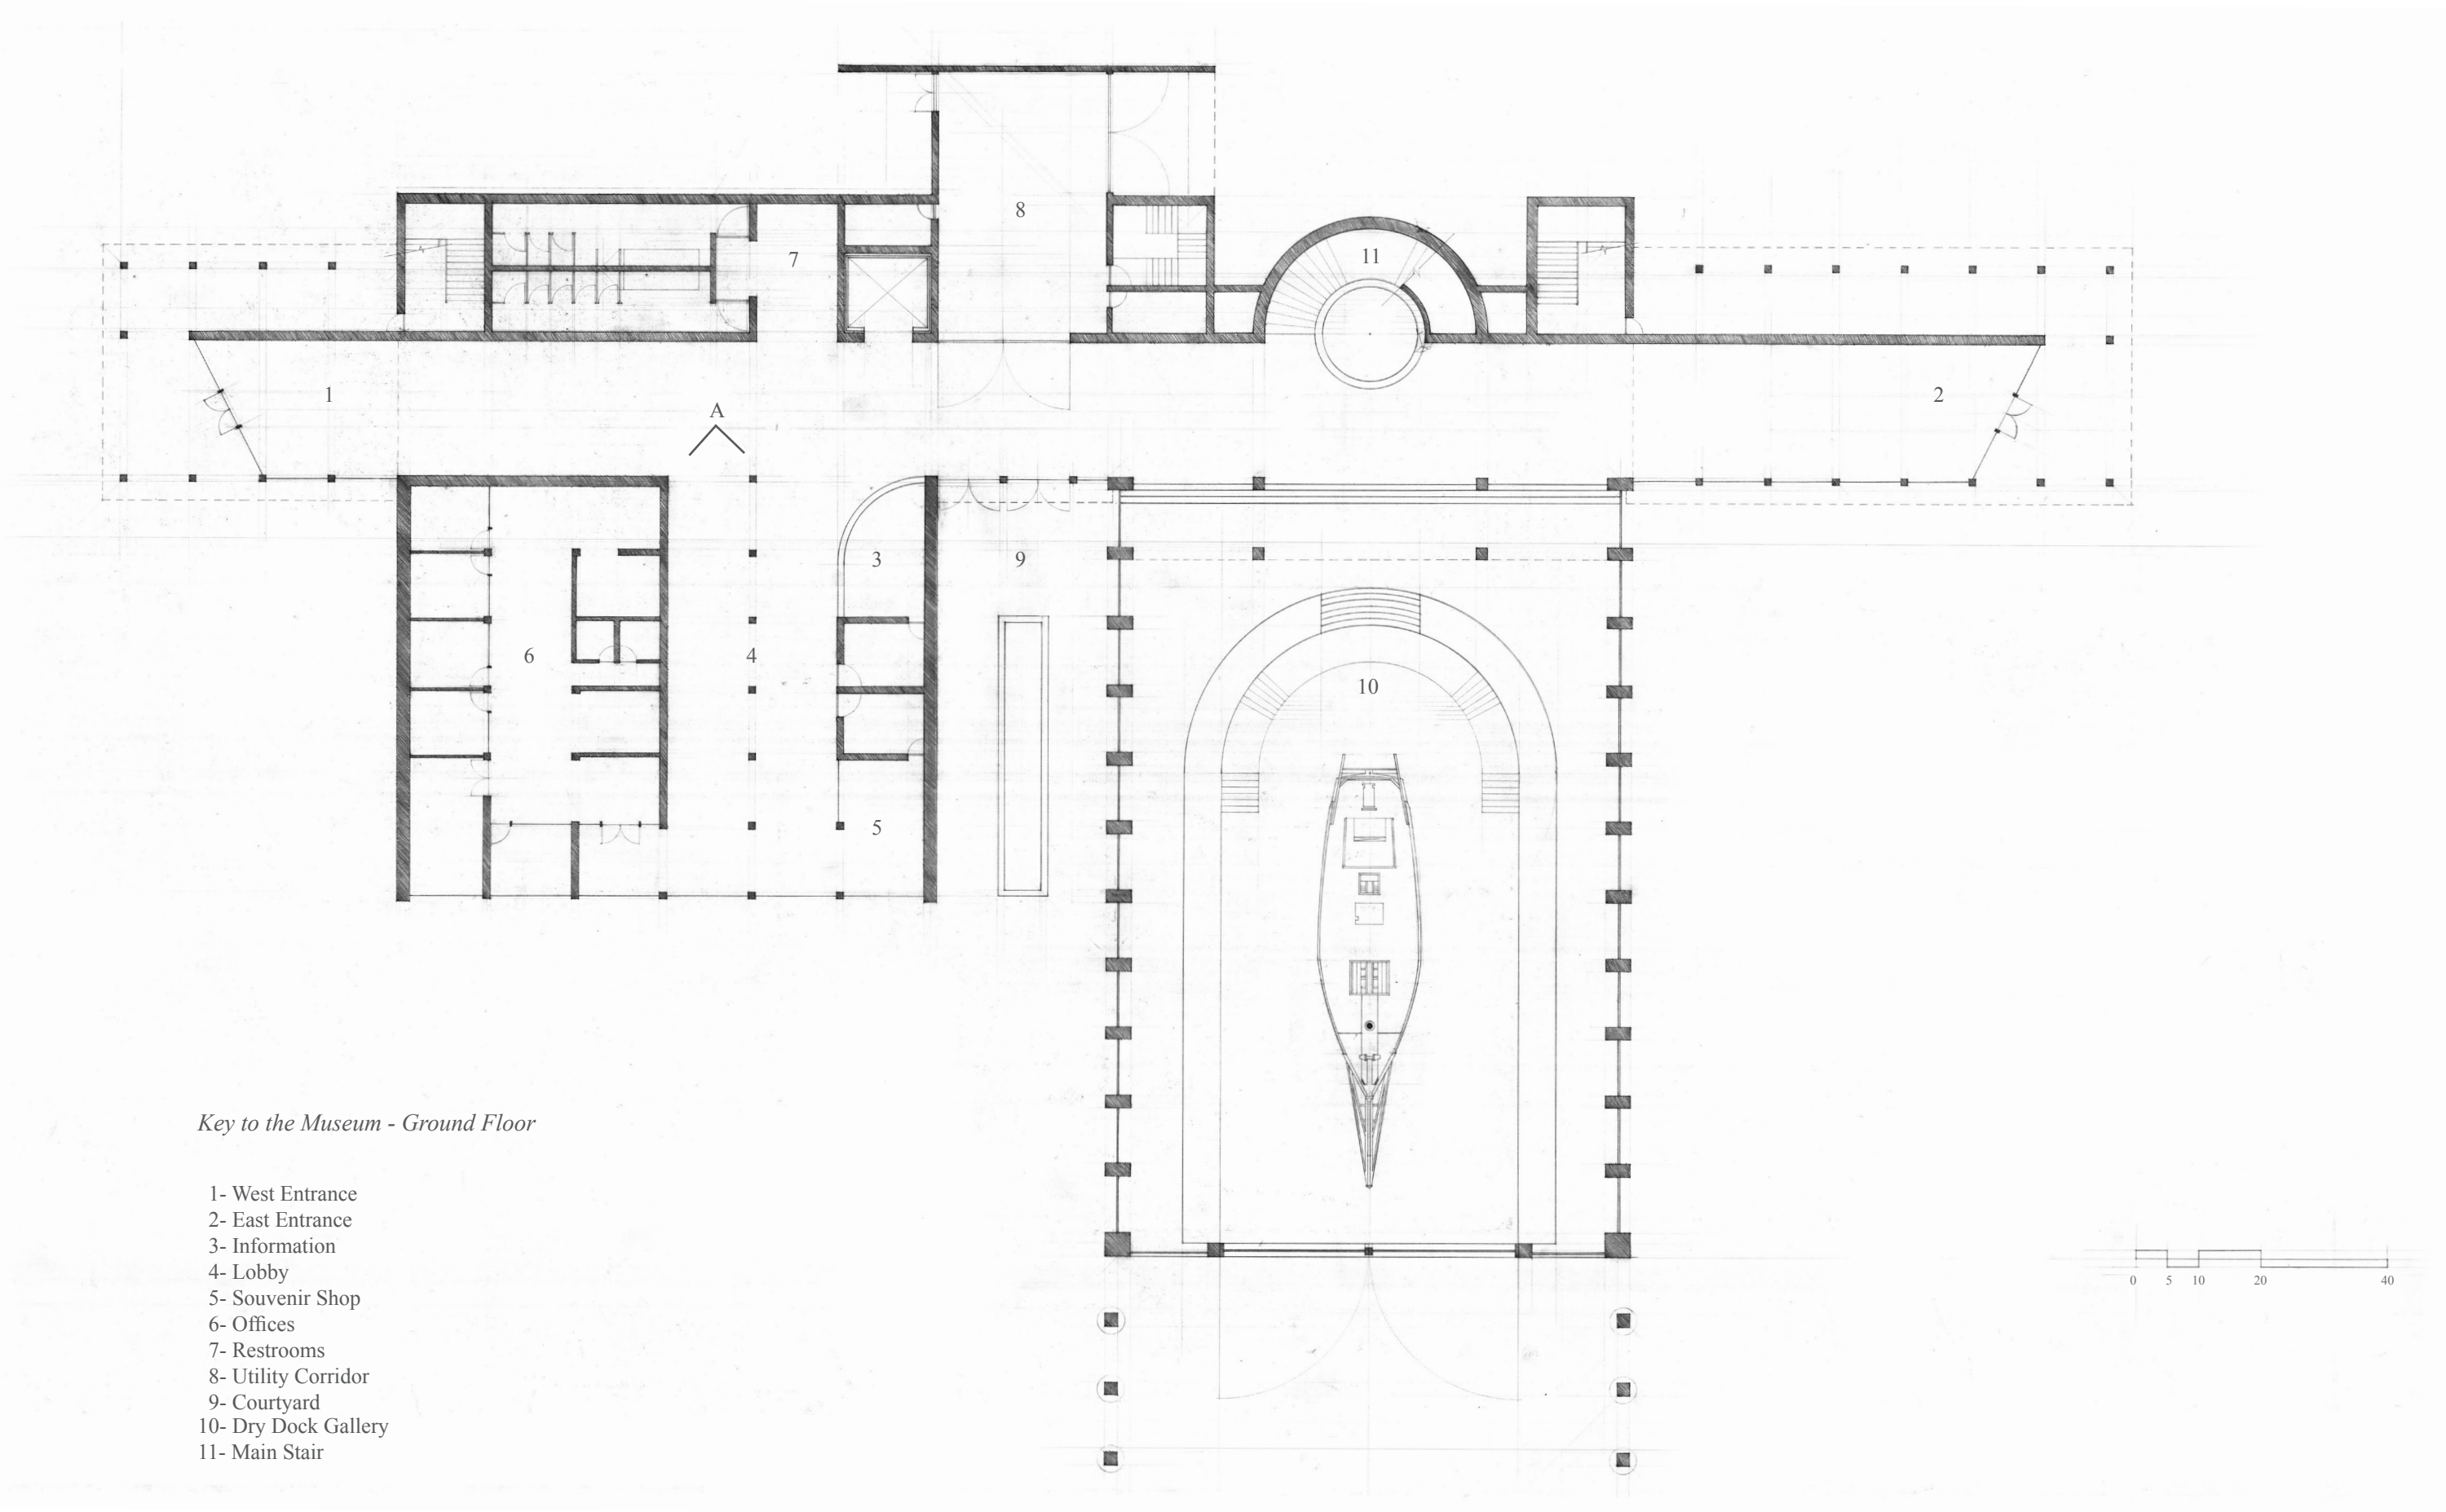 8
11
7
1
2
A
3
9
6
4
10
5
Key to the Museum - Ground Floor
1- West Entrance
2- East Entrance
3- Information
4- Lobby
5- Souvenir Shop
6- Offices
7- Restrooms
8- Utility Corridor
9- Courtyard
10- Dry Dock Gallery
11- Main Stair
0 5 10 20 40